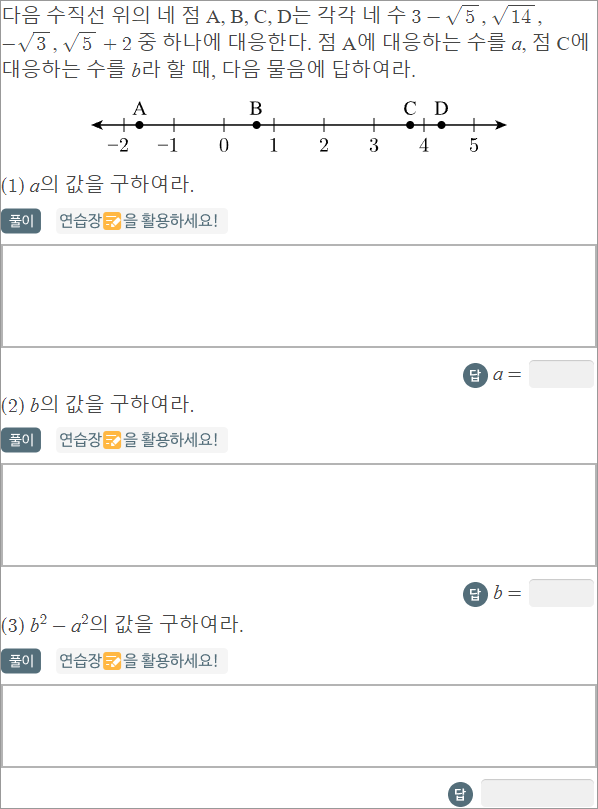 다음 수직선 위의 네 점 A, B, C, D는 각각 네 수 3 − √5 , √14 ,
−√3 , √5 + 2 중 하나에 대응한다. 점 A에 대응하는 수를 a, 점 C에
대응하는 수를 b라 할 때, 다음 물음에 답하여라.
A B C D
−2 −1 0 1 2 3 4 5
(1) a의 값을 구하여라.
풀이 연습장을 활용하세요!
답 a =
(2) b의 값을 구하여라.
풀이 연습장을 활용하세요!
답 b =
(3) b² − a²의 값을 구하여라.
풀이 연습장을 활용하세요!
답